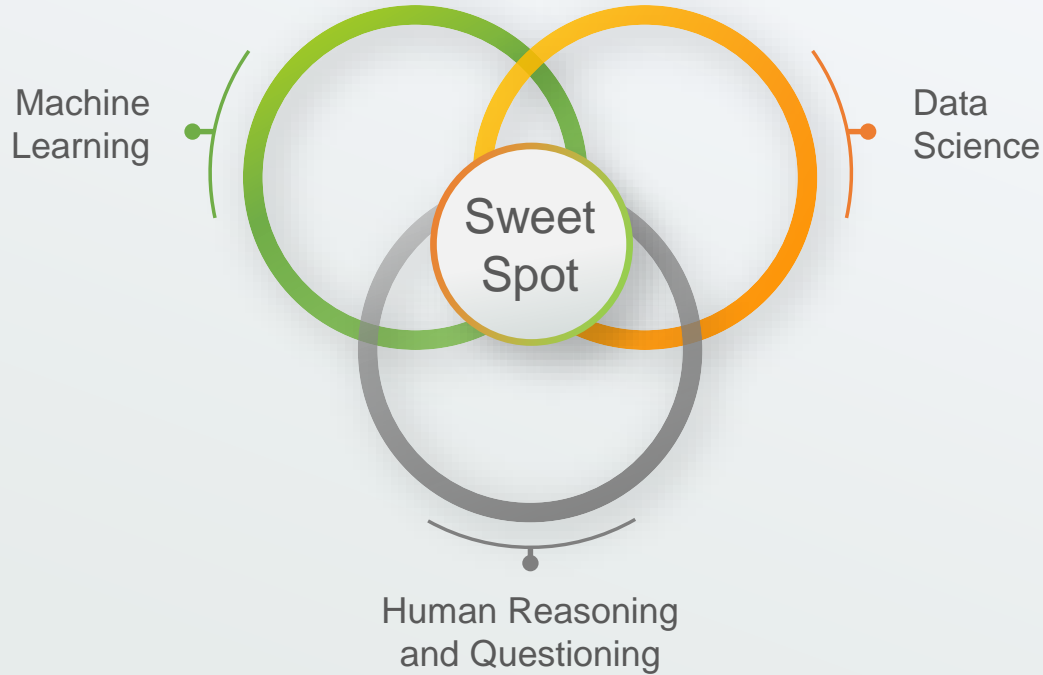 Machine
Learning
Data
Science
Sweet
Spot
Human Reasoning
and Questioning